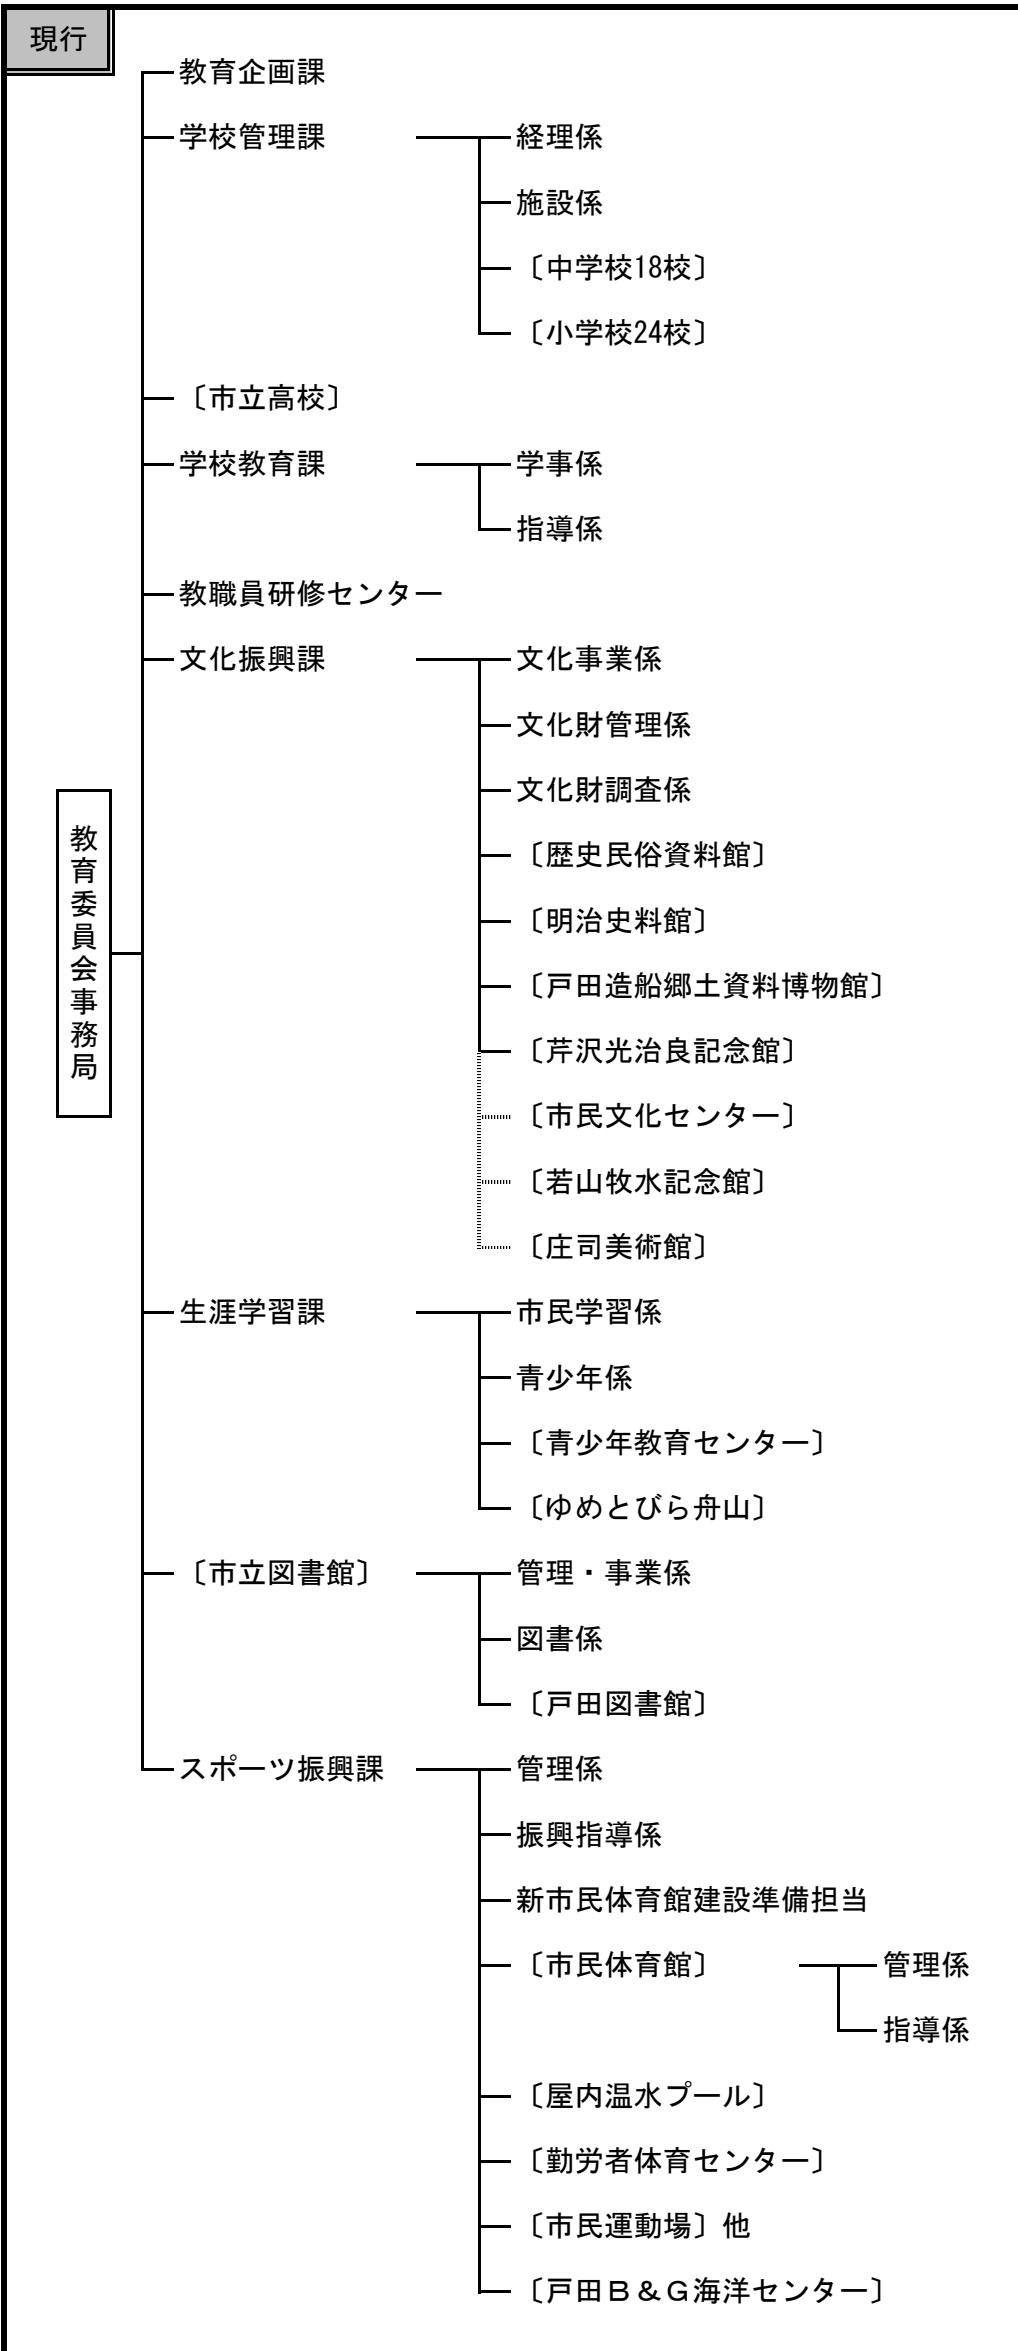 現行
教育企画課
学校管理課
経理係
施設係
〔中学校18校〕
〔小学校24校〕
〔市立高校〕
学校教育課
学事係
指導係
教職員研修センター
文化振興課
文化事業係
文化財管理係
文化財調査係
〔歴史民俗資料館〕
〔明治史料館〕
教育委員会事務局
〔戸田造船郷土資料博物館〕
〔芹沢光治良記念館〕
〔市民文化センター〕
〔若山牧水記念館〕
〔庄司美術館〕
生涯学習課
市民学習係
青少年係
〔青少年教育センター〕
〔ゆめとびら舟山〕
〔市立図書館〕
管理・事業係
図書係
〔戸田図書館〕
スポーツ振興課
管理係
振興指導係
新市民体育館建設準備担当
〔市民体育館〕
管理係
指導係
〔屋内温水プール〕
〔勤労者体育センター〕
〔市民運動場〕他
〔戸田Ｂ＆Ｇ海洋センター〕